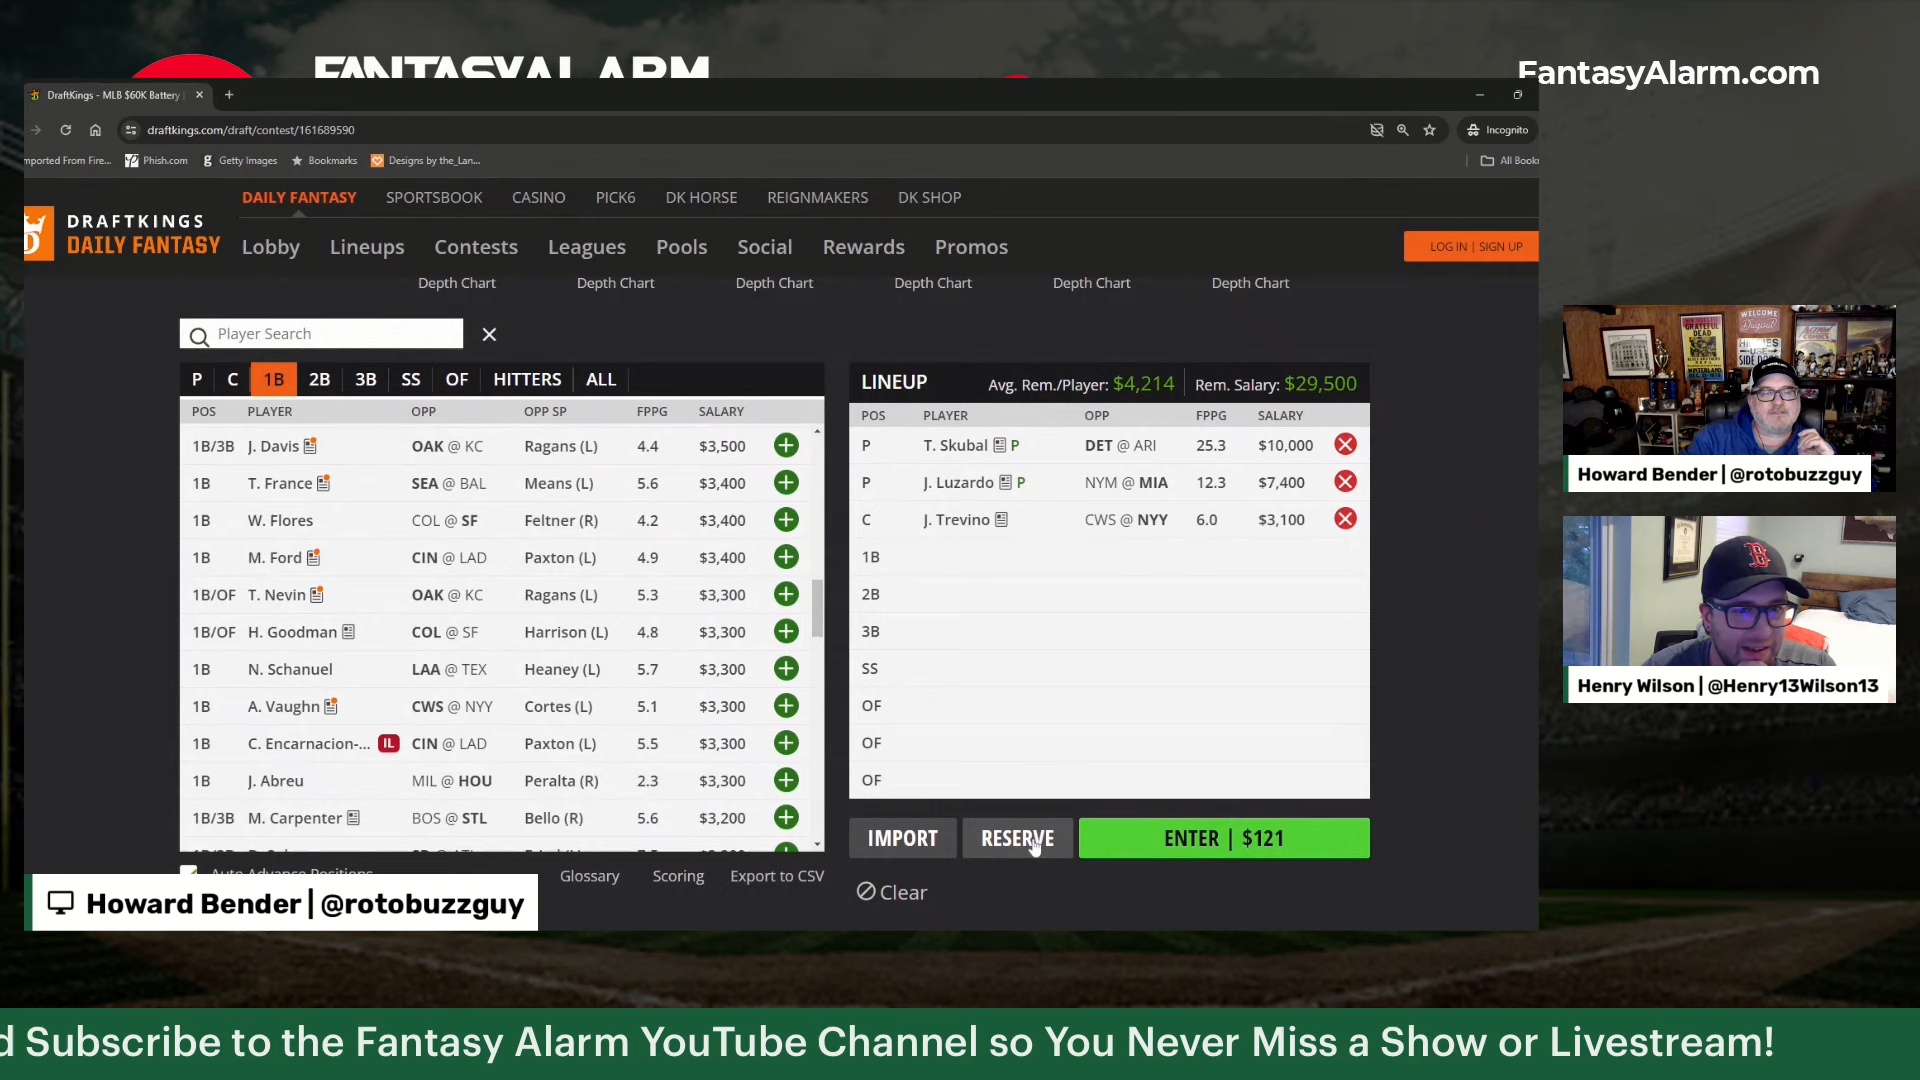 FANTASYALARM
FantasyAlarm.com
DraftKings - MLB $60K Battery
draftkings.com/draft/contest/161689590
Incognito
mported From Fire...
Phish.com
Getty Images
Bookmarks
Designs by the_Lan...
All Book
DRAFTKINGS
DAILY FANTASY
DAILY FANTASY SPORTSBOOK CASINO PICK6 DK HORSE REIGNMAKERS DK SHOP
Lobby Lineups Contests Leagues Pools Social Rewards Promos
LOG IN | SIGN UP
Depth Chart Depth Chart Depth Chart Depth Chart Depth Chart Depth Chart
Player Search
P C 1B 2B 3B SS OF HITTERS ALL
POS PLAYER OPP OPP SP FPPG SALARY
1B/3B J. Davis OAK @ KC Ragans (L) 4.4 $3,500
1B T. France SEA @ BAL Means (L) 5.6 $3,400
1B W. Flores COL @ SF Feltner (R) 4.2 $3,400
1B M. Ford CIN @ LAD Paxton (L) 4.9 $3,400
1B/OF T. Nevin OAK @ KC Ragans (L) 5.3 $3,300
1B/OF H. Goodman COL @ SF Harrison (L) 4.8 $3,300
1B N. Schanuel LAA @ TEX Heaney (L) 5.7 $3,300
1B A. Vaughn CWS @ NYY Cortes (L) 5.1 $3,300
1B C. Encarnacion-... IL CIN @ LAD Paxton (L) 5.5 $3,300
1B J. Abreu MIL @ HOU Peralta (R) 2.3 $3,300
1B/3B M. Carpenter BOS @ STL Bello (R) 5.6 $3,200
Glossary Scoring Export to CSV
LINEUP Avg. Rem./Player: $4,214 Rem. Salary: $29,500
POS PLAYER OPP FPPG SALARY
P T. Skubal P DET @ ARI 25.3 $10,000
P J. Luzardo P NYM @ MIA 12.3 $7,400
C J. Trevino CWS @ NYY 6.0 $3,100
1B
2B
3B
SS
OF
OF
OF
IMPORT RESERVE ENTER | $121
Clear
WELCOME
Dugout
GRATEFUL
DEAD
Howard Bender | @rotobuzzguy
B
Henry Wilson | @Henry13Wilson13
Howard Bender | @rotobuzzguy
d Subscribe to the Fantasy Alarm YouTube Channel so You Never Miss a Show or Livestream!